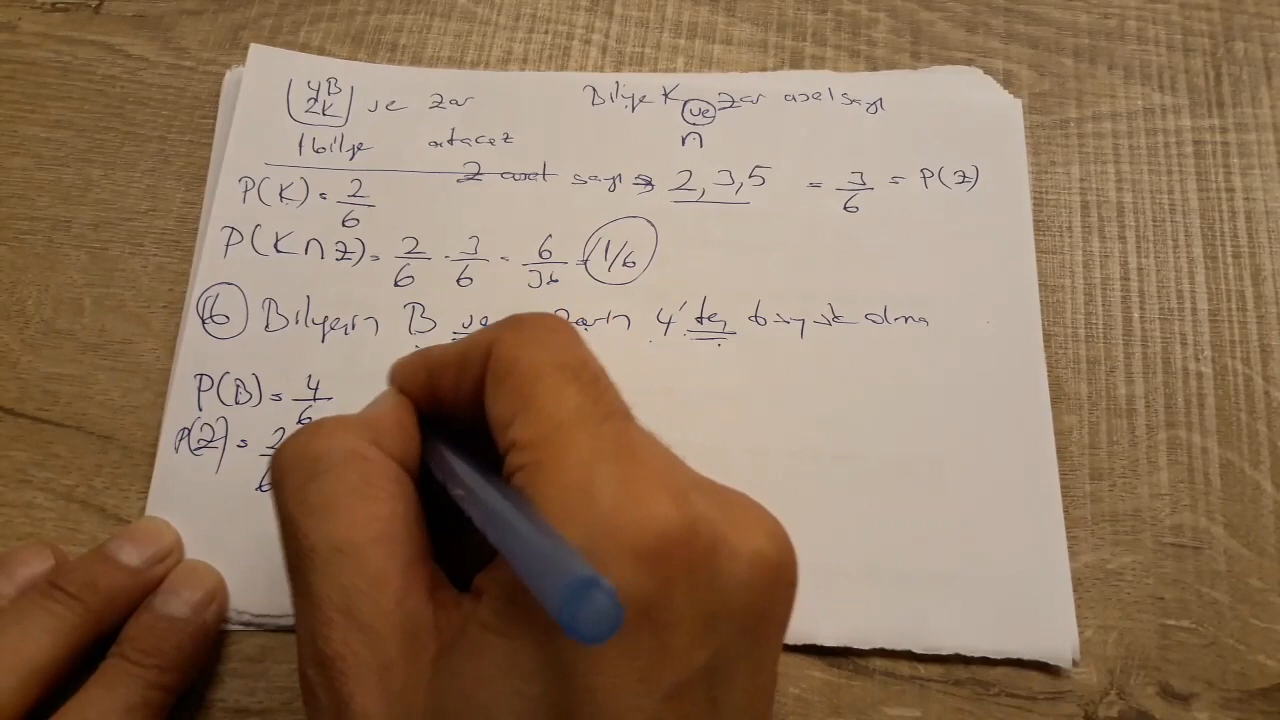 4B
2K ve zar
1 bilye atacaz
Bilye K ve zar asel sayı
∩
Z asel sayı → 2, 3, 5 = 3/6 = P(Z)
P(K) = 2/6
P(K∩Z) = 2/6 · 3/6 = 6/36 = 1/6
b Bilyenin B ve Zarın 4'ten büyük olma
P(B) = 4/6
P(Z) = 2/6